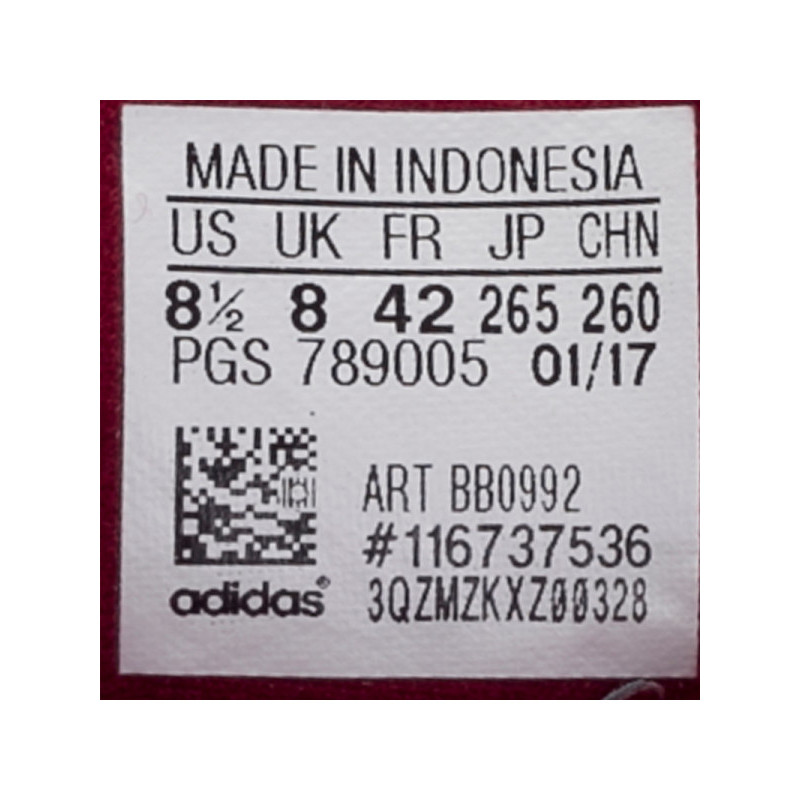 MADE IN INDONESIA
US UK FR JP CHN
8½ 8 42 265 260
PGS 789005 01/17
ART BB0992
#116737536
adidas® 3QZMZKXZ00328